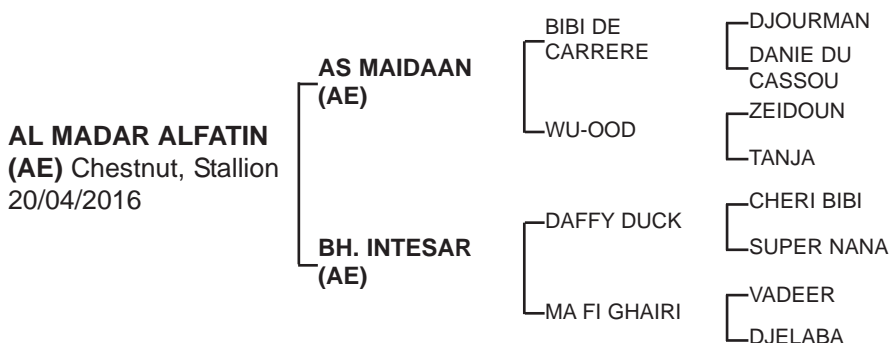 AL MADAR ALFATIN
(AE) Chestnut, Stallion
20/04/2016
AS MAIDAAN
(AE)
BH. INTESAR
(AE)
BIBI DE
CARRERE
WU-OOD
DAFFY DUCK
MA FI GHAIRI
DJOURMAN
DANIE DU
CASSOU
ZEIDOUN
TANJA
CHERI BIBI
SUPER NANA
VADEER
DJELABA